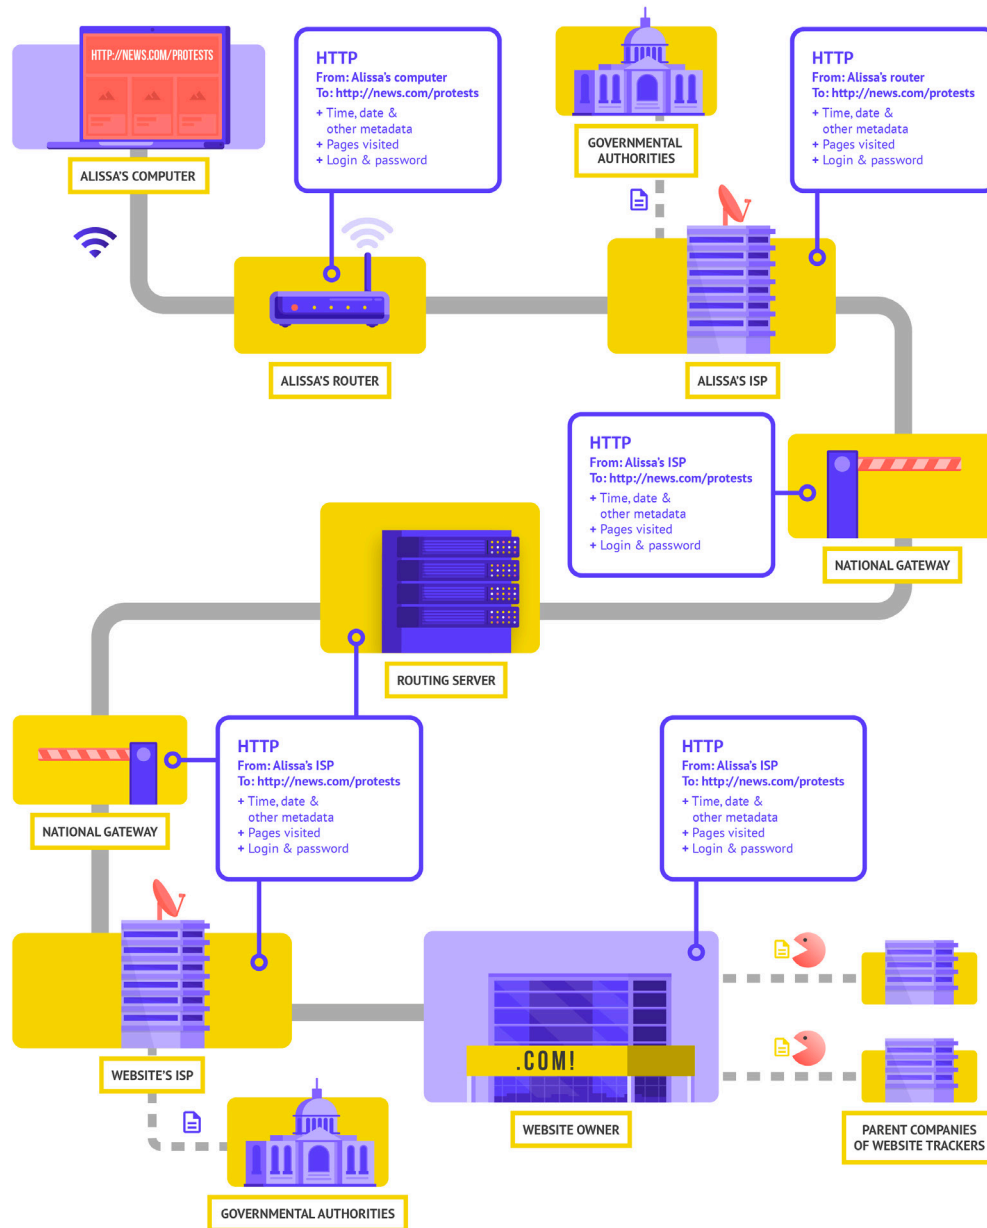 HTTP://NEWS.COM/PROTESTS
ALISSA'S COMPUTER
HTTP
From: Alissa's computer
To: http://news.com/protests
+ Time, date &
other metadata
+ Pages visited
+ Login & password
GOVERNMENTAL
AUTHORITIES
HTTP
From: Alissa's router
To: http://news.com/protests
+ Time, date &
other metadata
+ Pages visited
+ Login & password
ALISSA'S ROUTER
ALISSA'S ISP
HTTP
From: Alissa's ISP
To: http://news.com/protests
+ Time, date &
other metadata
+ Pages visited
+ Login & password
NATIONAL GATEWAY
ROUTING SERVER
NATIONAL GATEWAY
HTTP
From: Alissa's ISP
To: http://news.com/protests
+ Time, date &
other metadata
+ Pages visited
+ Login & password
HTTP
From: Alissa's ISP
To: http://news.com/protests
+ Time, date &
other metadata
+ Pages visited
+ Login & password
WEBSITE'S ISP
.COM!
WEBSITE OWNER
PARENT COMPANIES
OF WEBSITE TRACKERS
GOVERNMENTAL AUTHORITIES